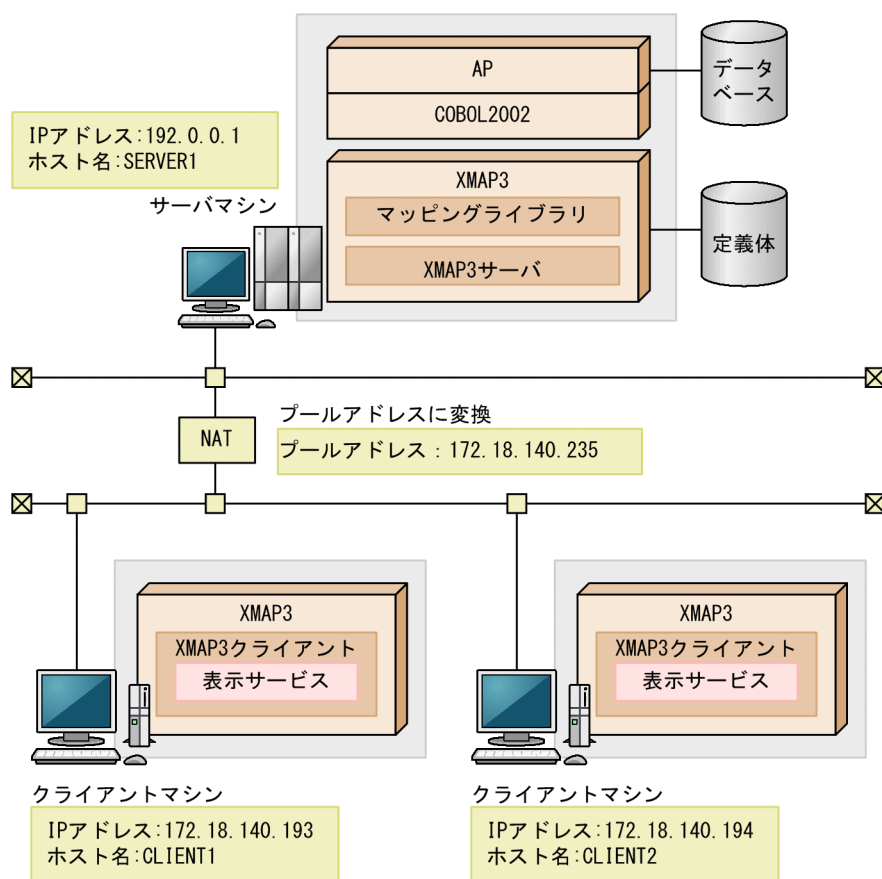 AP
COBOL2002
データ
ベース
IPアドレス:192.0.0.1
ホスト名:SERVER1
サーバマシン
XMAP3
マッピングライブラリ
XMAP3サーバ
定義体
NAT
プールアドレスに変換
プールアドレス：172.18.140.235
XMAP3
XMAP3クライアント
表示サービス
クライアントマシン
IPアドレス:172.18.140.193
ホスト名:CLIENT1
XMAP3
XMAP3クライアント
表示サービス
クライアントマシン
IPアドレス:172.18.140.194
ホスト名:CLIENT2